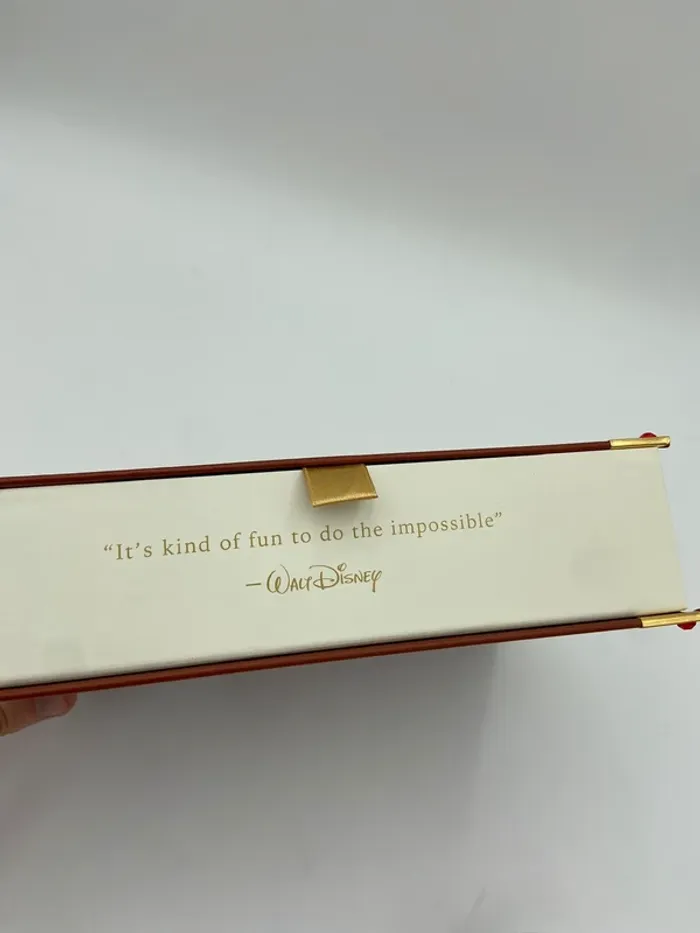 “It’s kind of fun to do the impossible”
– WALT DISNEY